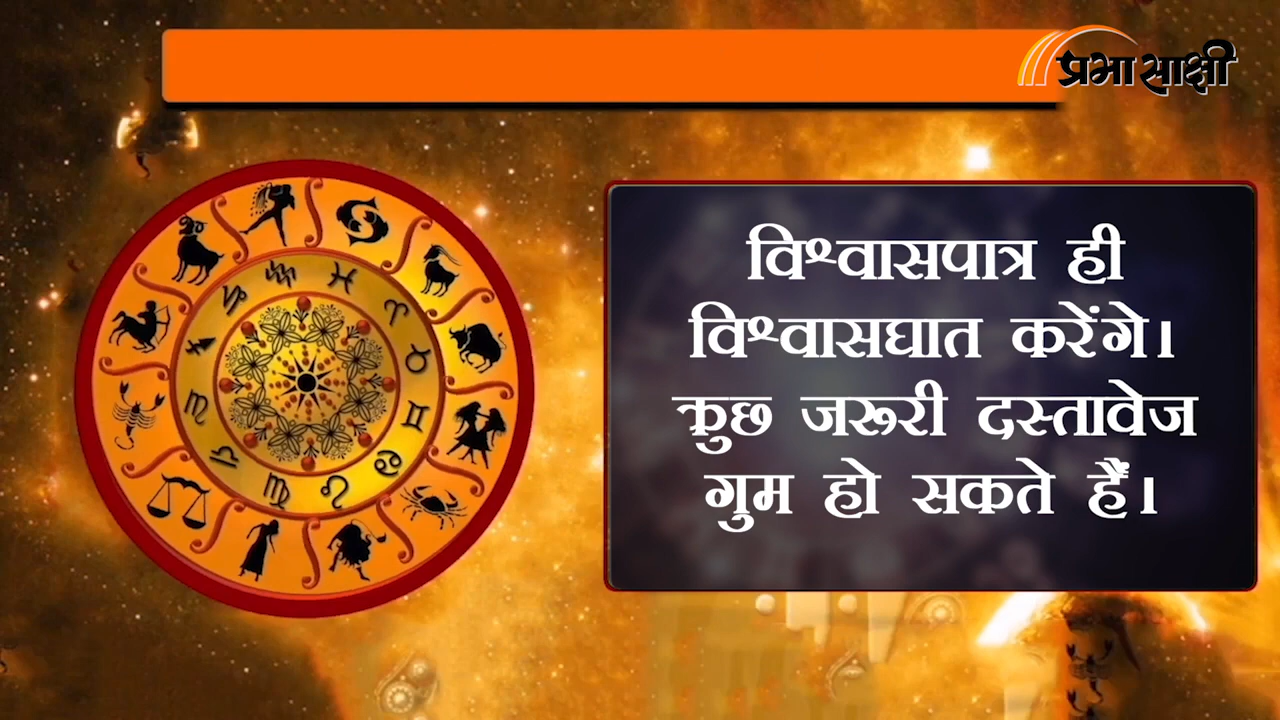 प्रभासाक्षी
विश्वासपात्र ही
विश्वासघात करेंगे।
कुछ जरूरी दस्तावेज
गुम हो सकते हैं।